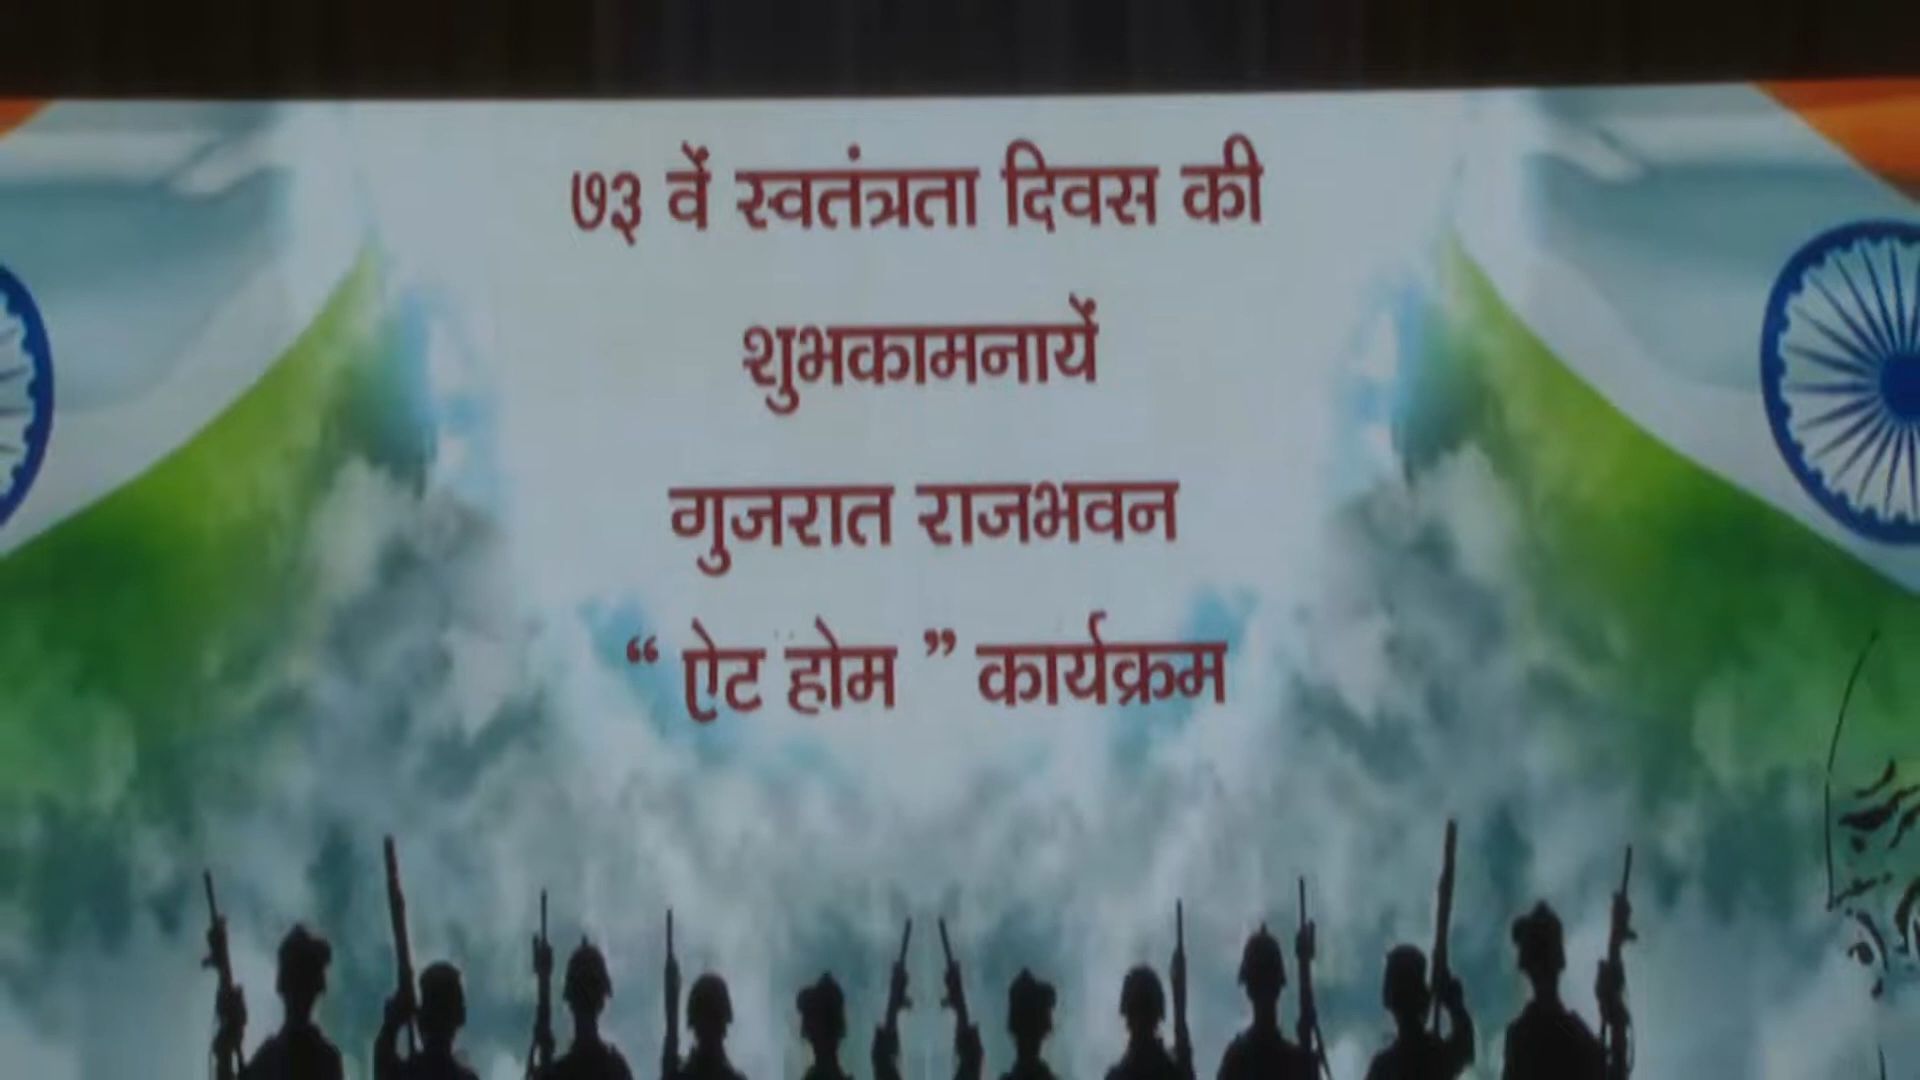 ७३ वें स्वतंत्रता दिवस की
शुभकामनायें
गुजरात राजभवन
“ ऐट होम ” कार्यक्रम